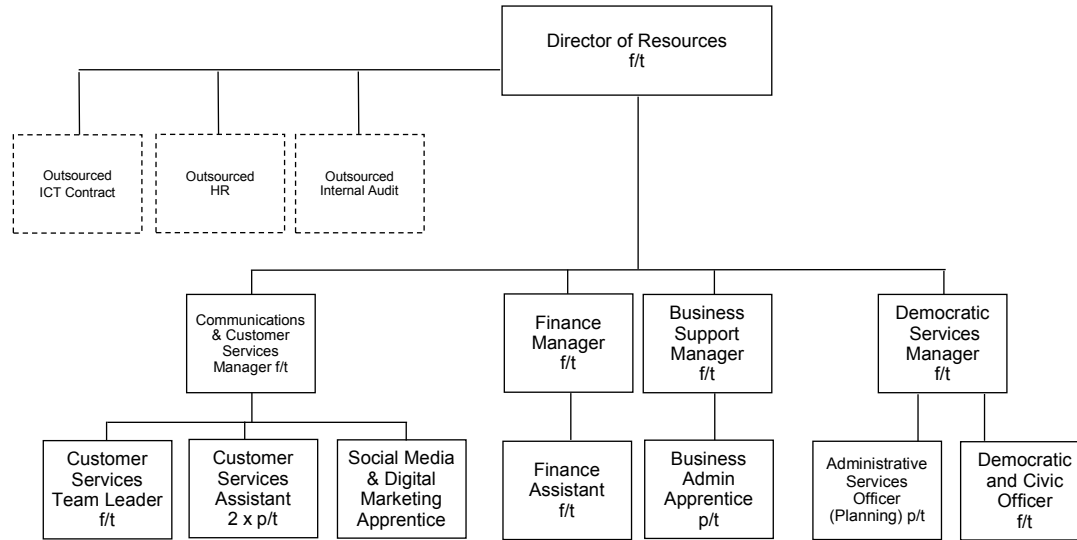 Director of Resources
f/t
Outsourced
ICT Contract
Outsourced
HR
Outsourced
Internal Audit
Communications
& Customer
Services
Manager f/t
Finance
Manager
f/t
Business
Support
Manager
f/t
Democratic
Services
Manager
f/t
Customer
Services
Team Leader
f/t
Customer
Services
Assistant
2 x p/t
Social Media
& Digital
Marketing
Apprentice
Finance
Assistant
f/t
Business
Admin
Apprentice
p/t
Administrative
Services
Officer
(Planning) p/t
Democratic
and Civic
Officer
f/t